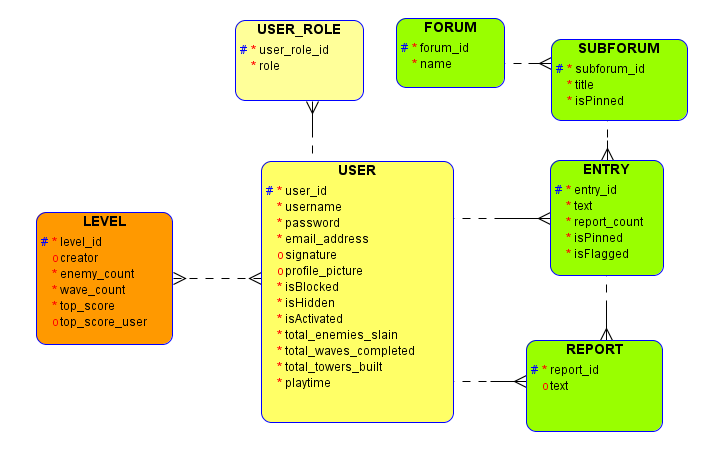 USER_ROLE
# * user_role_id
* role
FORUM
# * forum_id
* name
SUBFORUM
# * subforum_id
* title
* isPinned
USER
# * user_id
* username
* password
* email_address
o signature
o profile_picture
* isBlocked
* isHidden
* isActivated
* total_enemies_slain
* total_waves_completed
* total_towers_built
* playtime
ENTRY
# * entry_id
* text
* report_count
* isPinned
* isFlagged
LEVEL
# * level_id
o creator
* enemy_count
* wave_count
* top_score
o top_score_user
REPORT
# * report_id
o text